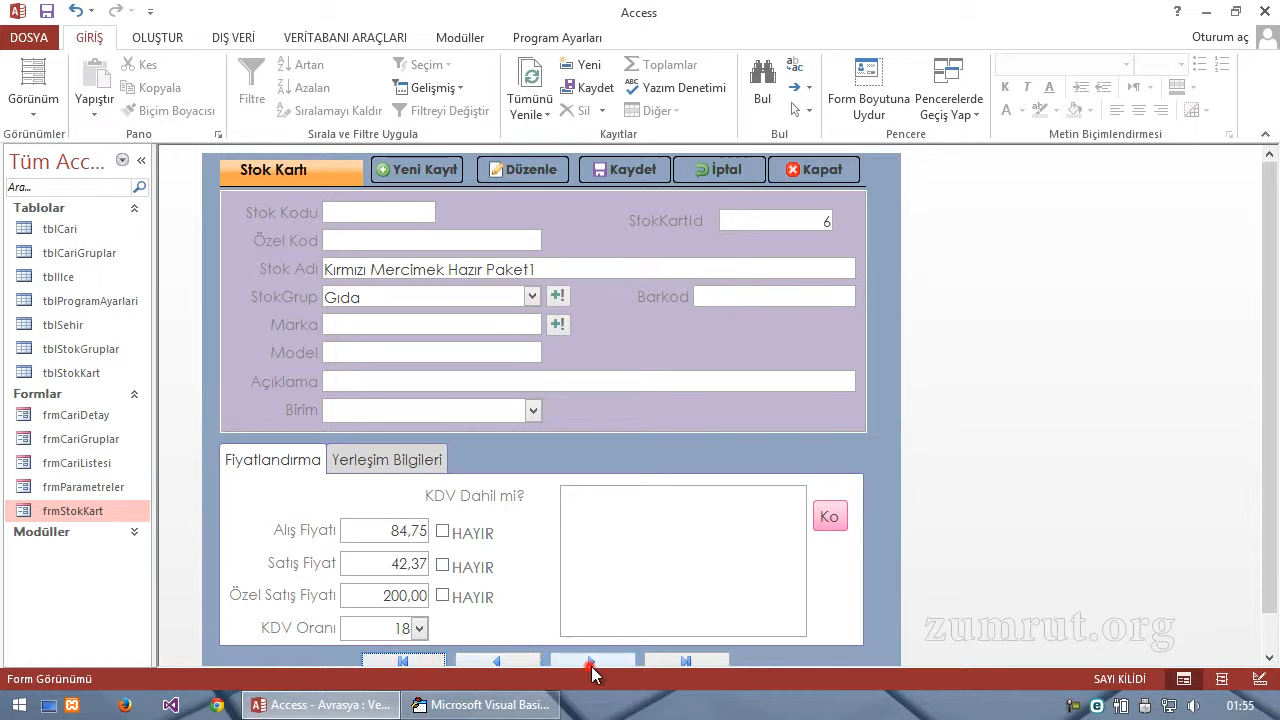 Access
?
DOSYA GİRİŞ OLUŞTUR DIŞ VERİ VERİTABANI ARAÇLARI Modüller Program Ayarları Oturum aç
Görünüm
Görünümler
Yapıştır
Kes
Kopyala
Biçim Boyacısı
Pano
Filtre
Artan
Azalan
Sıralamayı Kaldır
Seçim
Gelişmiş
Filtreyi Değiştir
Sırala ve Filtre Uygula
Tümünü
Yenile
Yeni
Kaydet
Sil
Toplamlar
Yazım Denetimi
Diğer
Kayıtlar
Bul
Bul
Form Boyutuna
Uydur
Pencerelerde
Geçiş Yap
Pencere
K T A
Metin Biçimlendirmesi
Tüm Acc...
Ara...
Tablolar
tblCari
tblCariGruplar
tblIlce
tblProgramAyarlari
tblSehir
tblStokGruplar
tblStokKart
Formlar
frmCariDetay
frmCariGruplar
frmCariListesi
frmParametreler
frmStokKart
Modüller
Stok Kartı Yeni Kayıt Düzenle Kaydet İptal Kapat
Stok Kodu
StokKartId 6
Özel Kod
Stok Adı Kırmızı Mercimek Hazır Paket1
StokGrup Gıda +! Barkod
Marka +!
Model
Açıklama
Birim
Fiyatlandırma Yerleşim Bilgileri
KDV Dahil mi?
Ko
Alış Fiyatı 84,75 HAYIR
Satış Fiyat 42,37 HAYIR
Özel Satış Fiyatı 200,00 HAYIR
KDV Oranı 18
zumrut.org
Form Görünümü SAYI KİLİDİ
Access - Avrasya : Ve... Microsoft Visual Basi... 01:55